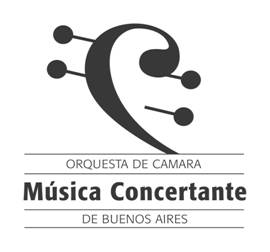 ORQUESTA DE CAMARA
Música Concertante
DE BUENOS AIRES